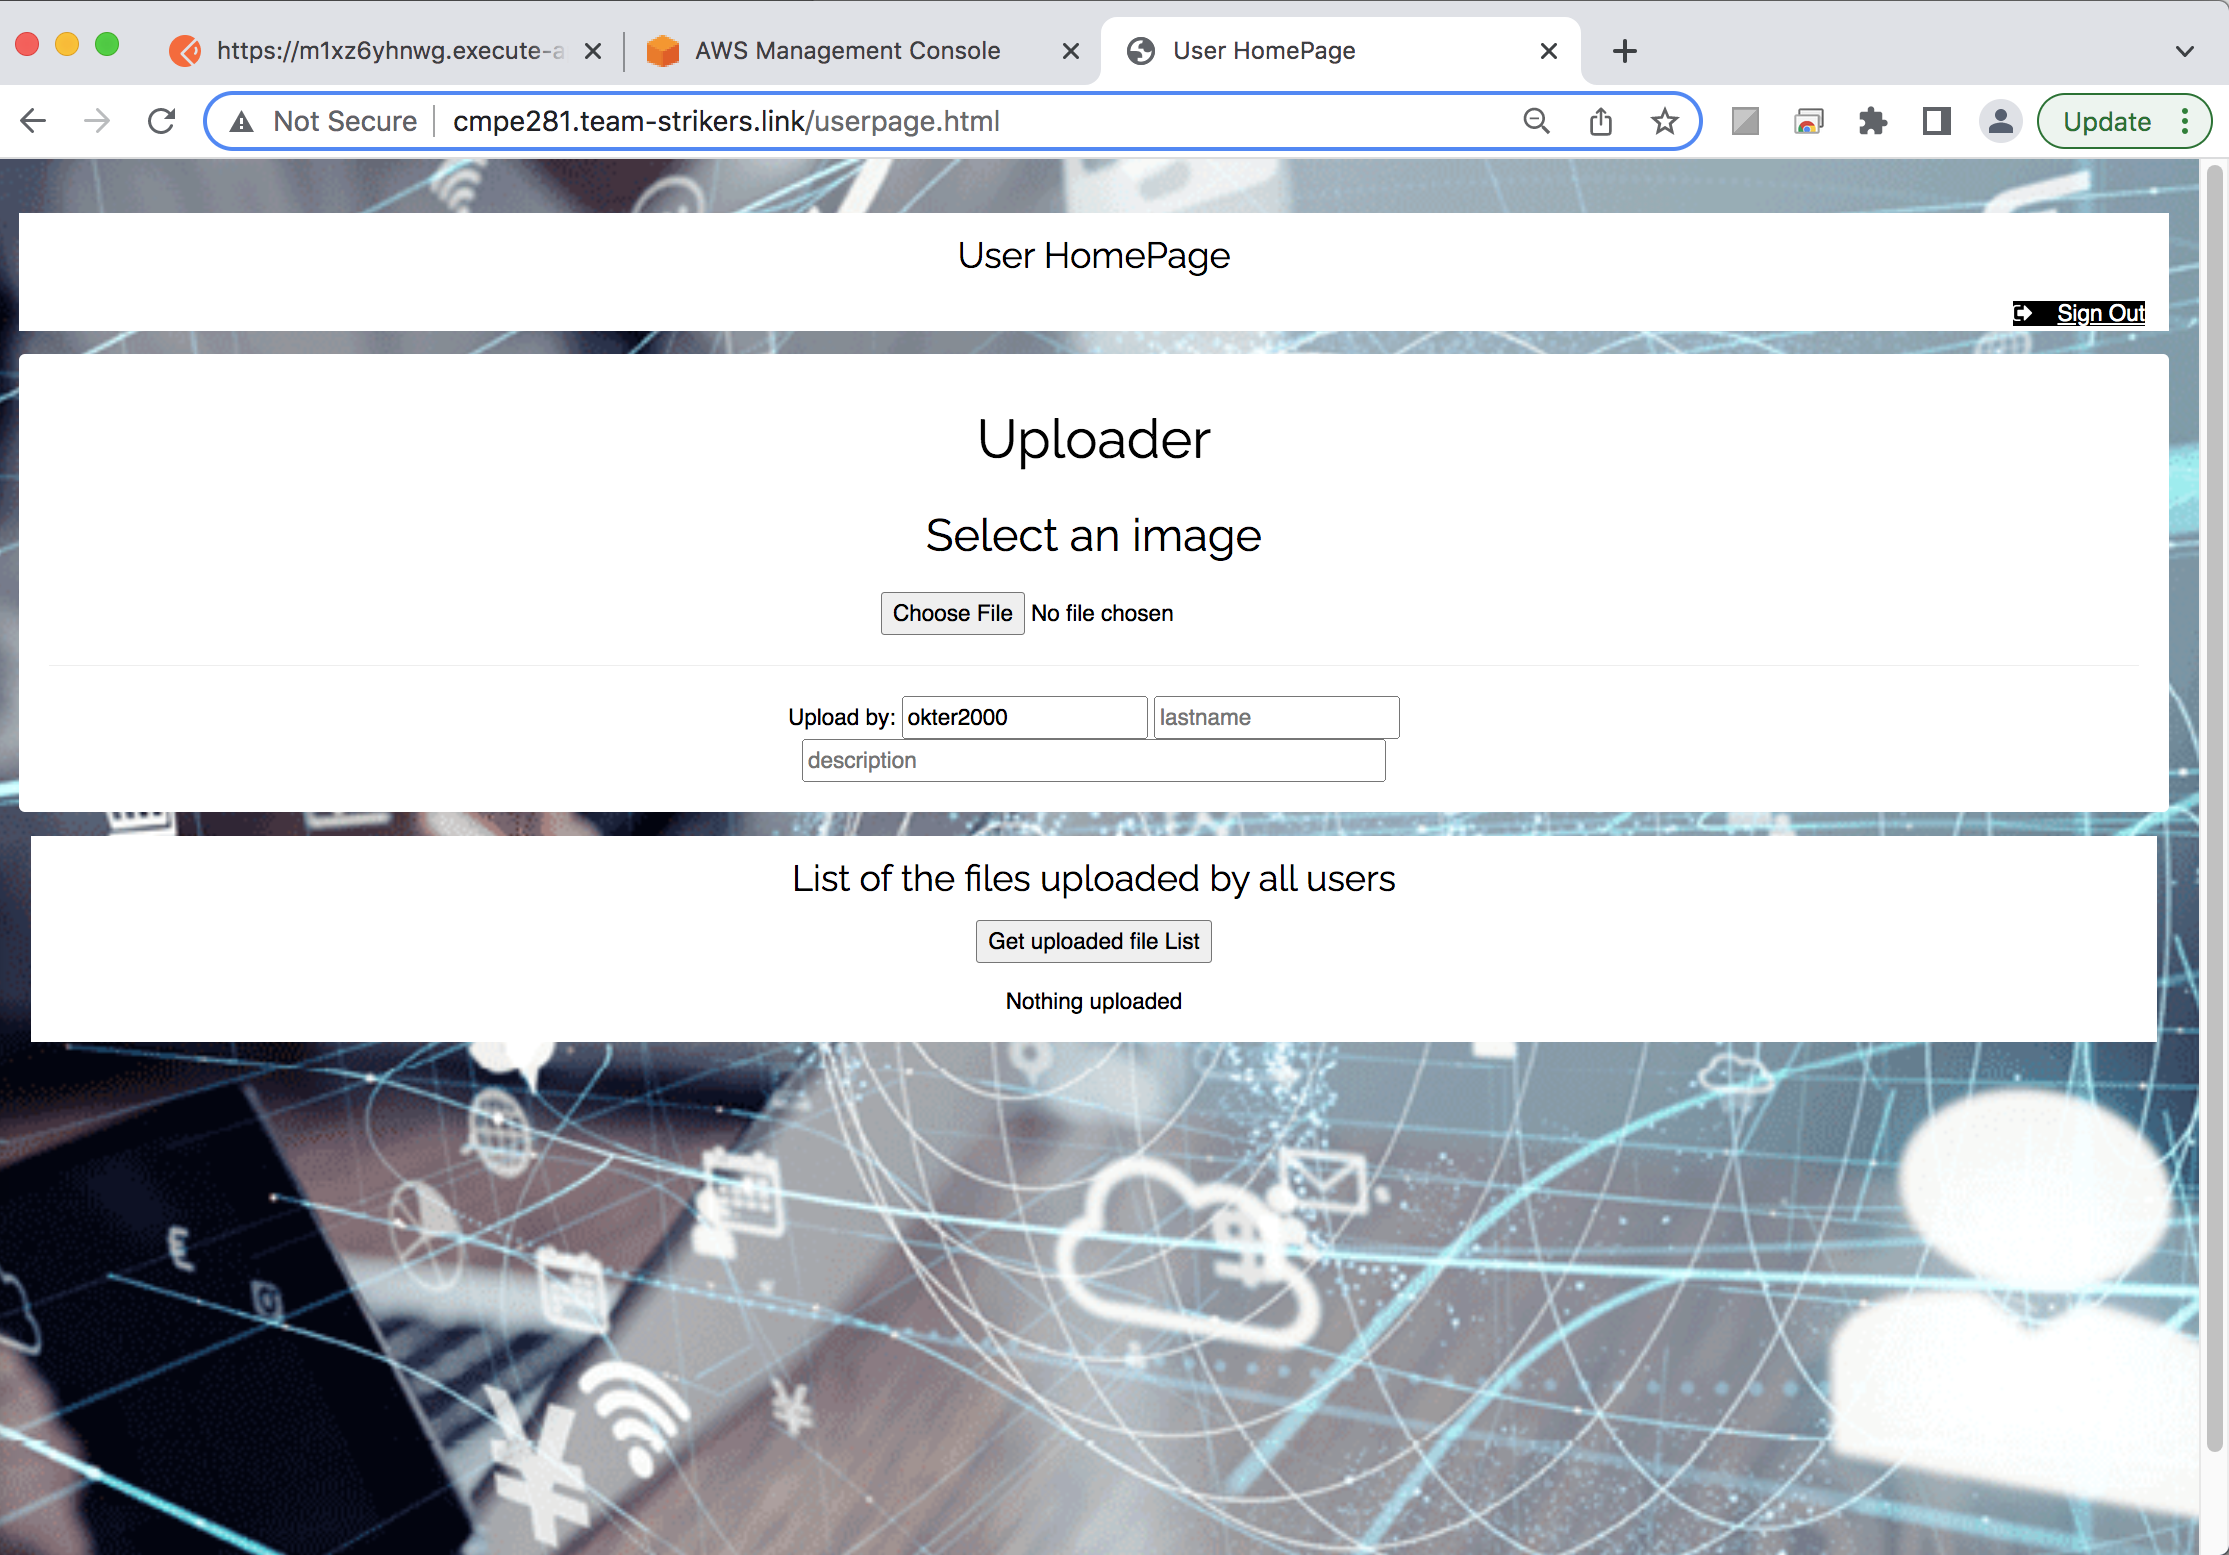 https://m1xz6yhnwg.execute-a
AWS Management Console
User HomePage
Not Secure
cmpe281.team-strikers.link/userpage.html
Update
User HomePage
Sign Out
Uploader
Select an image
Choose File No file chosen
Upload by: okter2000 lastname
description
List of the files uploaded by all users
Get uploaded file List
Nothing uploaded